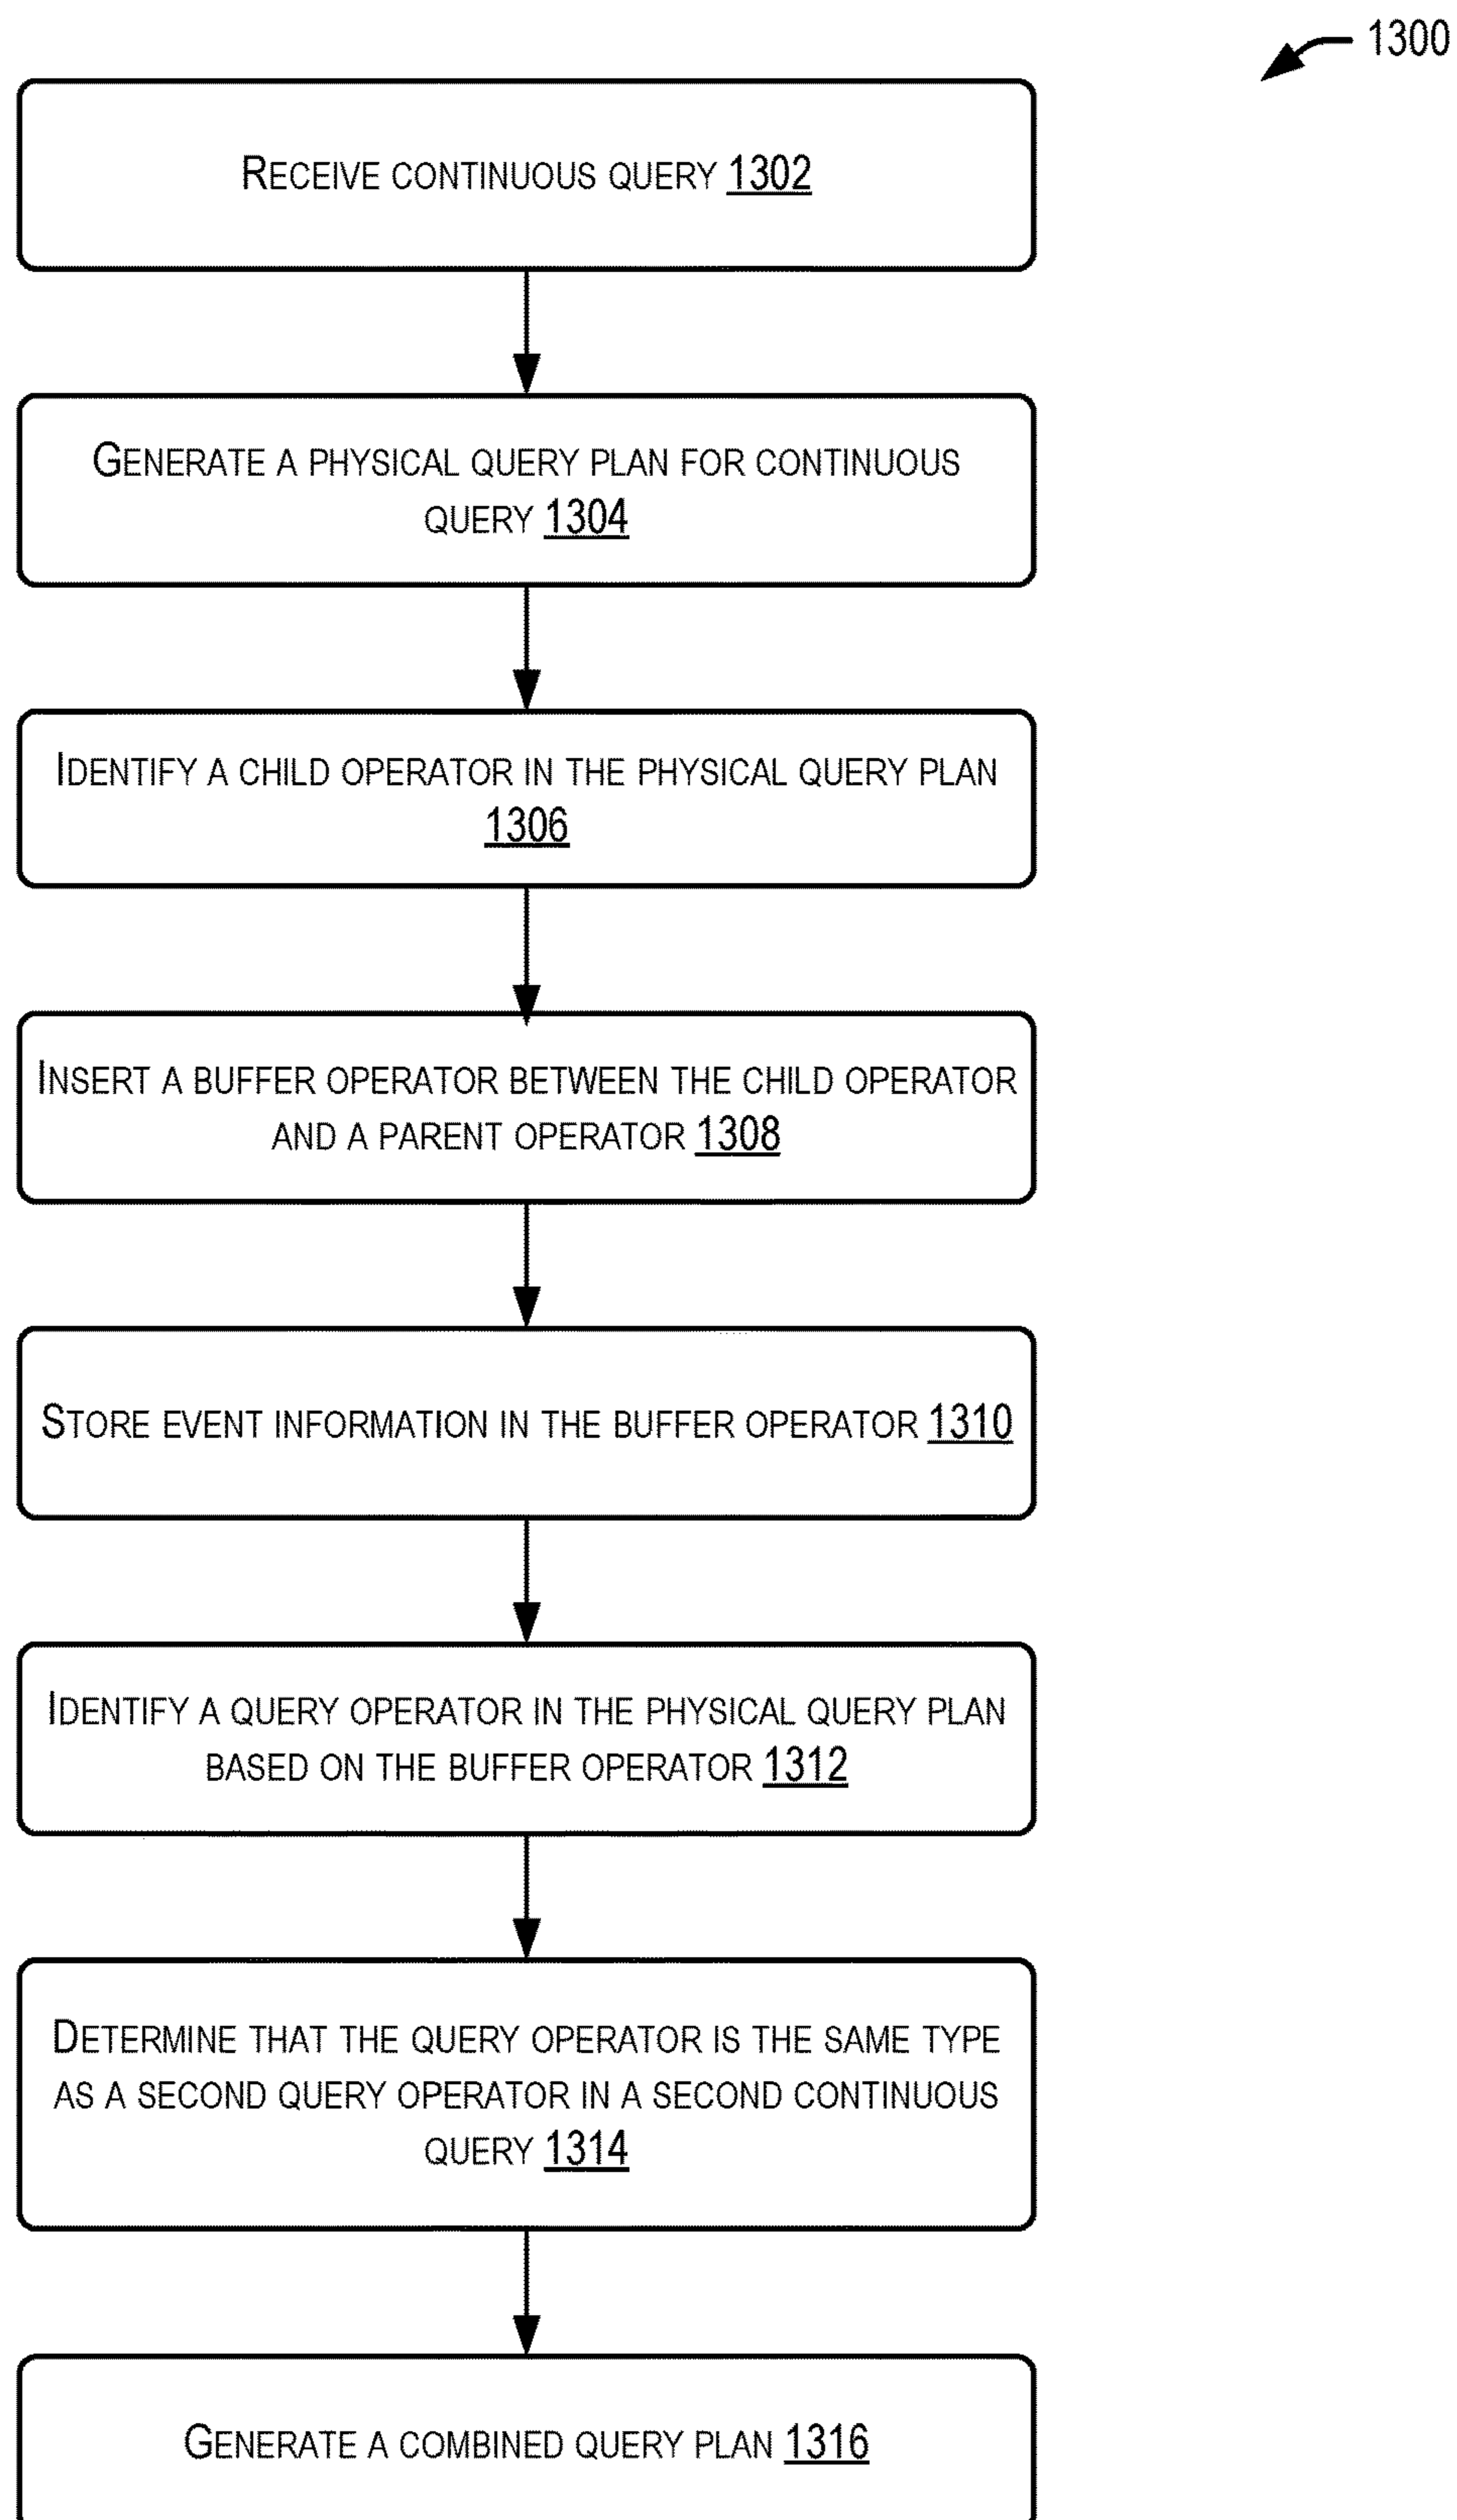 1300
RECEIVE CONTINUOUS QUERY 1302
GENERATE A PHYSICAL QUERY PLAN FOR CONTINUOUS
QUERY 1304
IDENTIFY A CHILD OPERATOR IN THE PHYSICAL QUERY PLAN
1306
INSERT A BUFFER OPERATOR BETWEEN THE CHILD OPERATOR
AND A PARENT OPERATOR 1308
STORE EVENT INFORMATION IN THE BUFFER OPERATOR 1310
IDENTIFY A QUERY OPERATOR IN THE PHYSICAL QUERY PLAN
BASED ON THE BUFFER OPERATOR 1312
DETERMINE THAT THE QUERY OPERATOR IS THE SAME TYPE
AS A SECOND QUERY OPERATOR IN A SECOND CONTINUOUS
QUERY 1314
GENERATE A COMBINED QUERY PLAN 1316